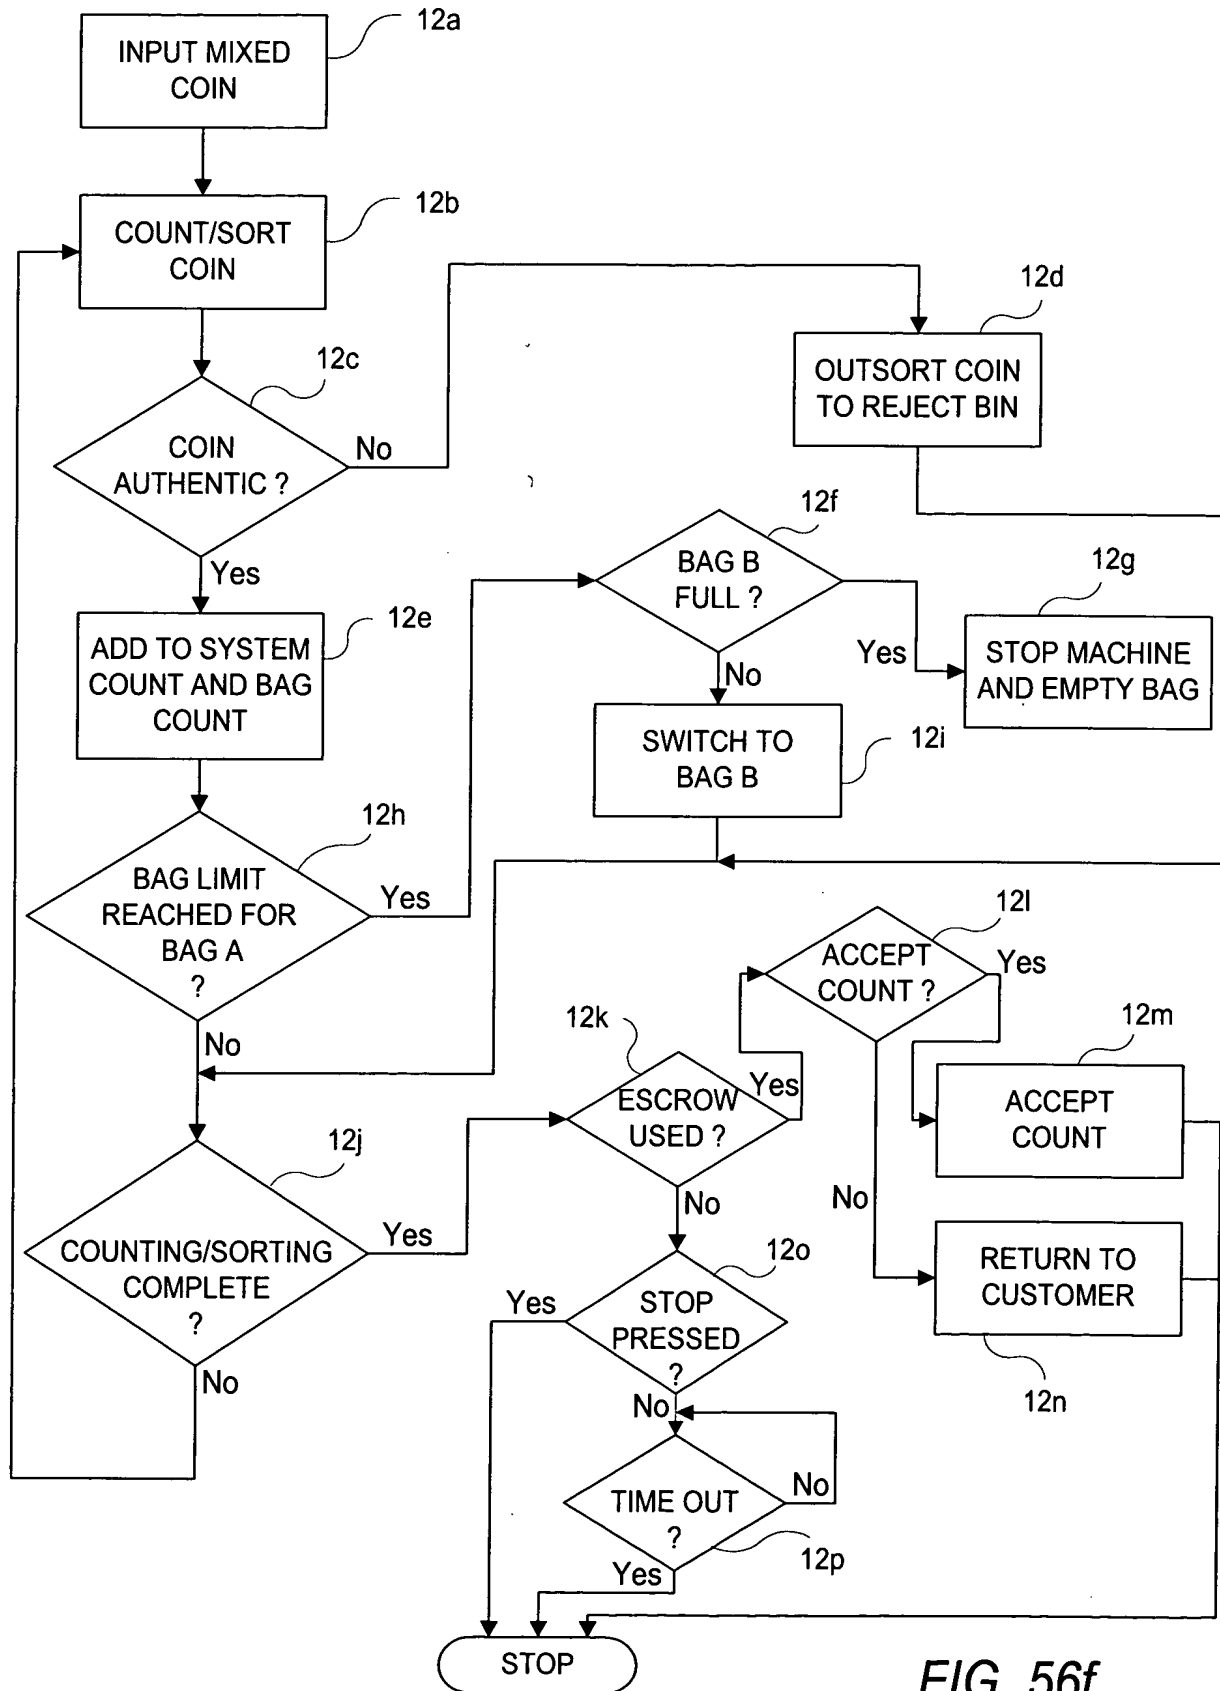 12a
INPUT MIXED
COIN
12b
COUNT/SORT
COIN
12c
COIN
AUTHENTIC ?
No
Yes
12d
OUTSORT COIN
TO REJECT BIN
12e
ADD TO SYSTEM
COUNT AND BAG
COUNT
12f
BAG B
FULL ?
Yes
No
12g
STOP MACHINE
AND EMPTY BAG
12i
SWITCH TO
BAG B
12h
BAG LIMIT
REACHED FOR
BAG A
?
Yes
No
12l
ACCEPT
COUNT ?
Yes
No
12k
ESCROW
USED ?
Yes
No
12m
ACCEPT
COUNT
12j
COUNTING/SORTING
COMPLETE
?
Yes
No
RETURN TO
CUSTOMER
12n
12o
STOP
PRESSED
?
Yes
No
TIME OUT
?
No
12p
Yes
STOP
FIG. 56f